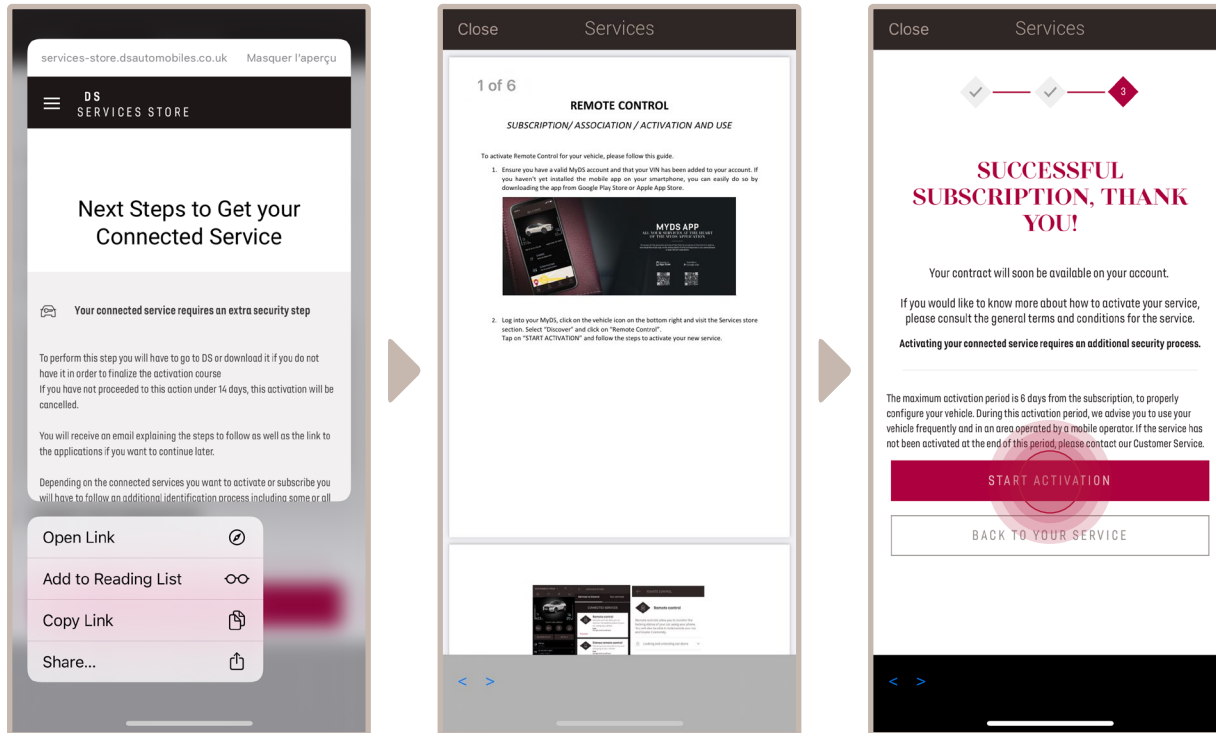 services-store.dsautomobiles.co.uk Masquer l'aperçu
DS
SERVICES STORE
Next Steps to Get your
Connected Service
Your connected service requires an extra security step
To perform this step you will have to go to DS or download it if you do not
have it in order to finalize the activation course
If you have not proceeded to this action under 14 days, this activation will be
cancelled.
You will receive an email explaining the steps to follow as well as the link to
the applications if you want to continue later.
Depending on the connected services you want to activate or subscribe you
will have to follow an additional identification process including some or all
Open Link
Add to Reading List
Copy Link
Share...
Close Services
1 of 6
REMOTE CONTROL
SUBSCRIPTION/ ASSOCIATION / ACTIVATION AND USE
To activate Remote Control for your vehicle, please follow this guide.
1. Ensure you have a valid MyDS account and that your VIN has been added to your account. If
you haven't yet installed the mobile app on your smartphone, you can easily do so by
downloading the app from Google Play Store or Apple App Store.
MYDS APP
ALL YOUR SERVICES AT THE HEART
OF THE MYDS APPLICATION
2. Log into your MyDS, click on the vehicle icon on the bottom right and visit the Services store
section. Select "Discover" and click on "Remote Control".
Tap on "START ACTIVATION" and follow the steps to activate your new service.
CONNECTED SERVICES
Remote control
Remote control
< >
Close Services
3
SUCCESSFUL
SUBSCRIPTION, THANK
YOU!
Your contract will soon be available on your account.
If you would like to know more about how to activate your service,
please consult the general terms and conditions for the service.
Activating your connected service requires an additional security process.
The maximum activation period is 6 days from the subscription, to properly
configure your vehicle. During this activation period, we advise you to use your
vehicle frequently and in an area operated by a mobile operator. If the service has
not been activated at the end of this period, please contact our Customer Service.
START ACTIVATION
BACK TO YOUR SERVICE
< >